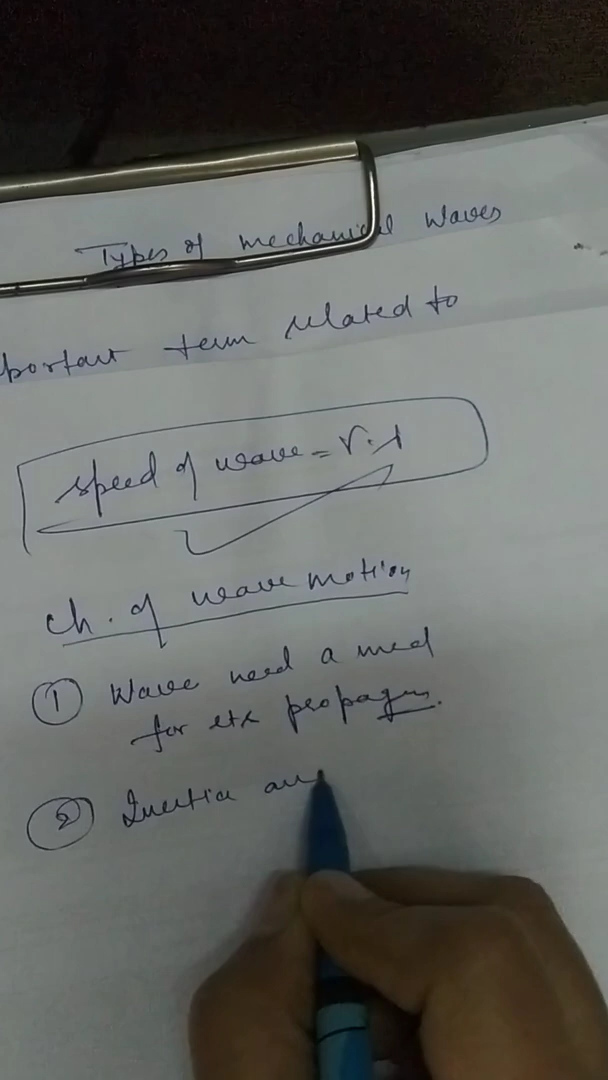 Types of mechanical waves
portant term related to
speed of wave = ν.λ
ch. of wave motion
① Wave need a med
for its propagn.
② Inertia an